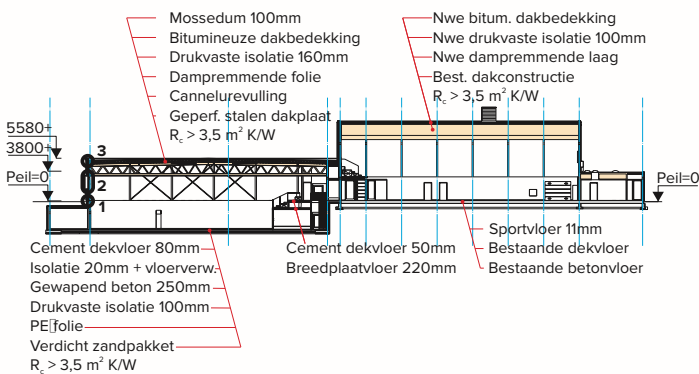 Mossedum 100mm
Bitumineuze dakbedekking
Drukvaste isolatie 160mm
Dampremmende folie
Cannelurevulling
Geperf. stalen dakplaat
R_c > 3,5 m² K/W
Nwe bitum. dakbedekking
Nwe drukvaste isolatie 100mm
Nwe dampremmende laag
Best. dakconstructie
R_c > 3,5 m² K/W
5580+
3800+
Peil=0
3
2
1
Peil=0
Cement dekvloer 80mm
Isolatie 20mm + vloerverw.
Gewapend beton 250mm
Drukvaste isolatie 100mm
PE folie
Verdicht zandpakket
R_c > 3,5 m² K/W
Cement dekvloer 50mm
Breedplaatvloer 220mm
Sportvloer 11mm
Bestaande dekvloer
Bestaande betonvloer